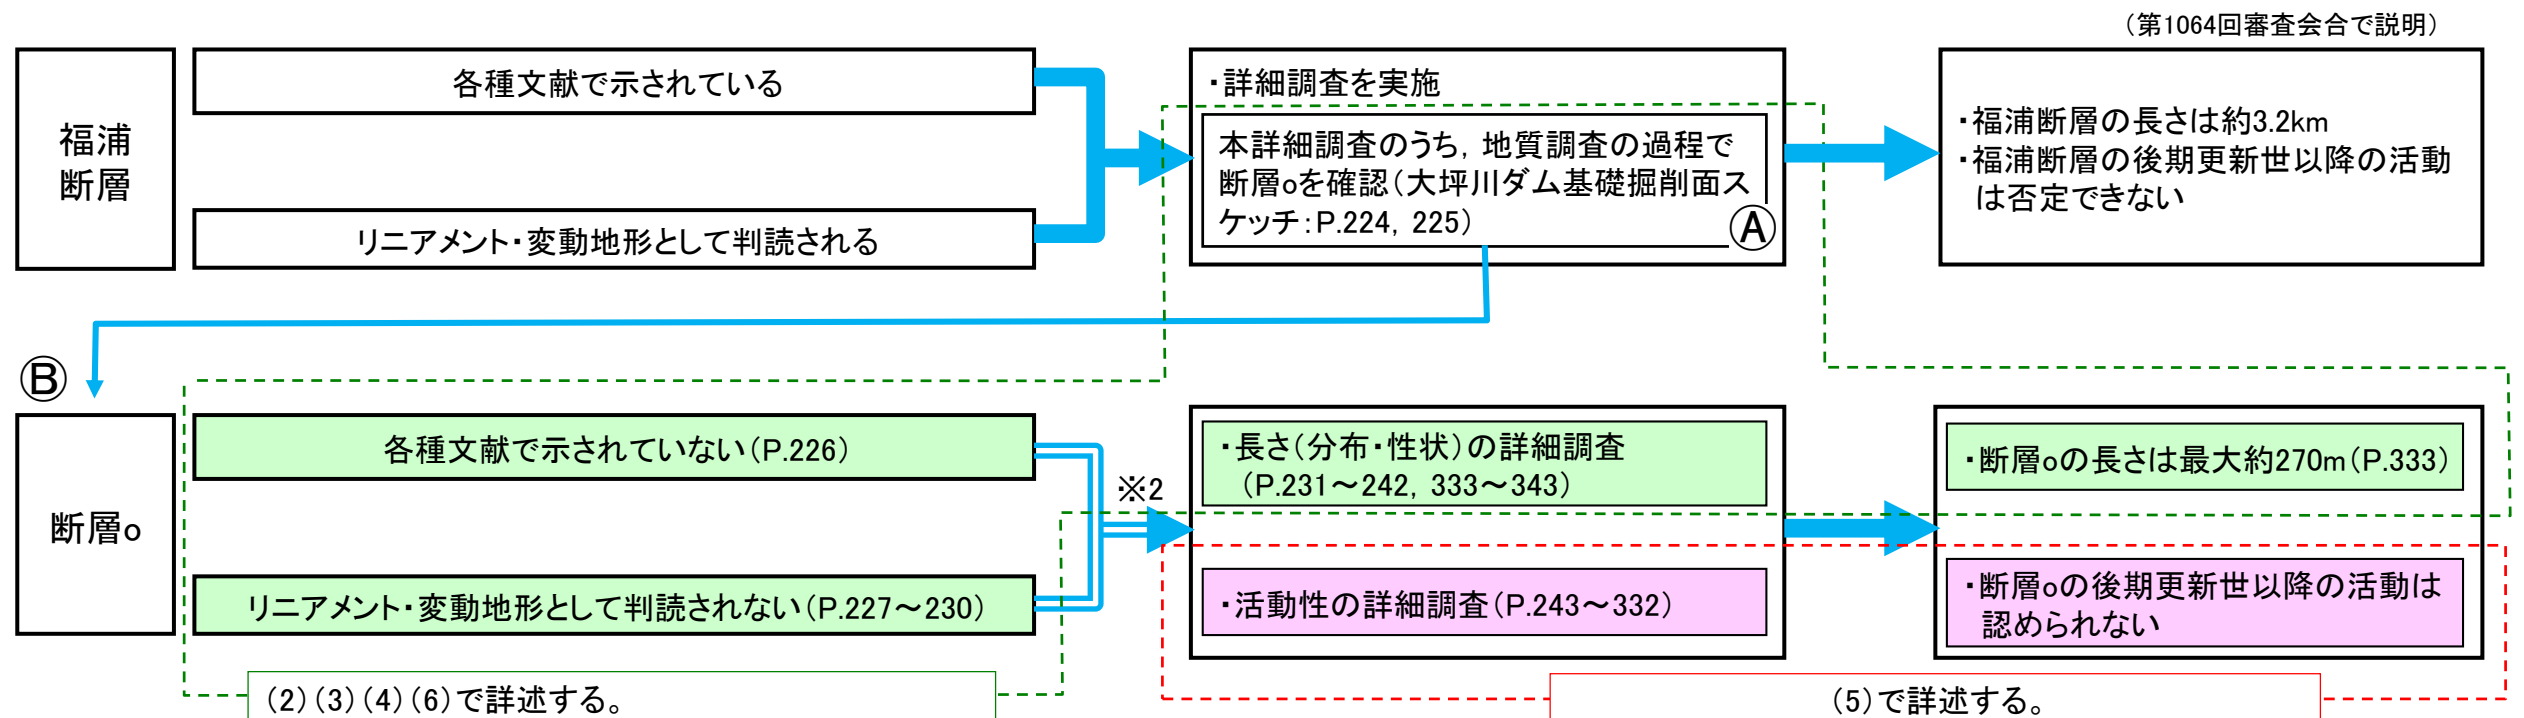 （第1064回審査会合で説明）
福浦
断層
各種文献で示されている
リニアメント・変動地形として判読される
・詳細調査を実施
本詳細調査のうち，地質調査の過程で
断層oを確認（大坪川ダム基礎掘削面ス
ケッチ：P.224，225）
Ⓐ
・福浦断層の長さは約3.2km
・福浦断層の後期更新世以降の活動
は否定できない
Ⓑ
断層o
各種文献で示されていない（P.226）
リニアメント・変動地形として判読されない（P.227～230）
※2
・長さ（分布・性状）の詳細調査
（P.231～242，333～343）
・活動性の詳細調査（P.243～332）
・断層oの長さは最大約270m（P.333）
・断層oの後期更新世以降の活動は
認められない
（2）（3）（4）（6）で詳述する。
（5）で詳述する。